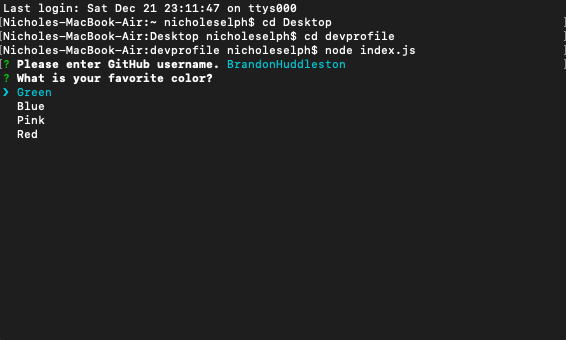 Last login: Sat Dec 21 23:11:47 on ttys000
[Nicholes-MacBook-Air:~ nicholeselph$ cd Desktop ]
[Nicholes-MacBook-Air:Desktop nicholeselph$ cd devprofile ]
[Nicholes-MacBook-Air:devprofile nicholeselph$ node index.js ]
[? Please enter GitHub username. BrandonHuddleston ]
? What is your favorite color?
❯ Green
Blue
Pink
Red